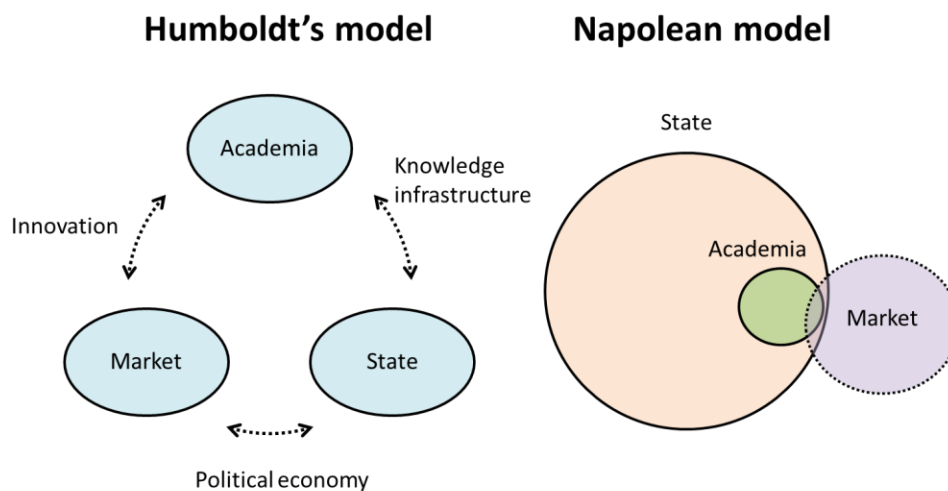 Humboldt's model
Academia
Knowledge
infrastructure
Innovation
Market
State
Political economy
Napolean model
State
Academia
Market